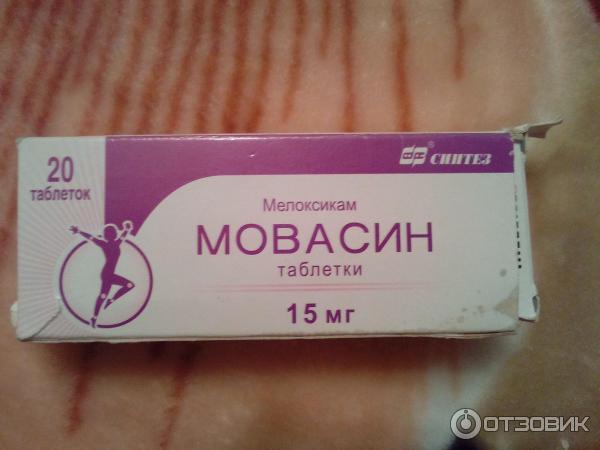 20
таблеток
СИНТЕЗ
Мелоксикам
МОВАСИН
таблетки
15 мг
ОТЗОВИК